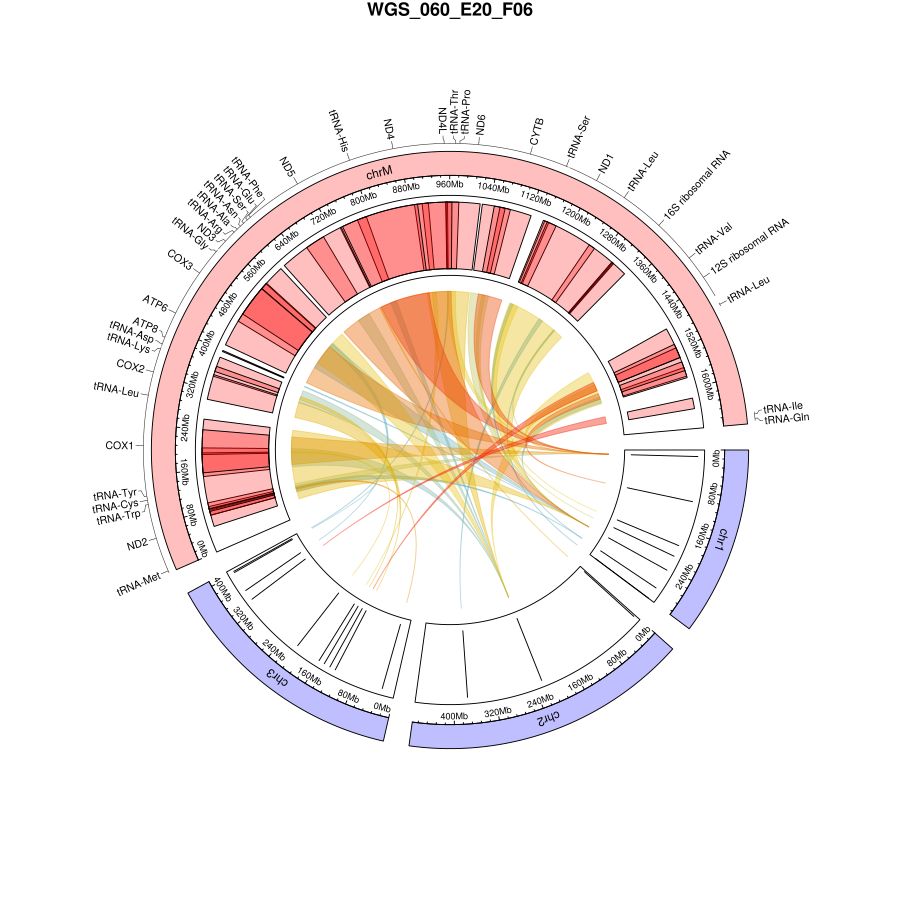 WGS_060_E20_F06
tRNA-Met
ND2
tRNA-Trp
tRNA-Cys
tRNA-Tyr
COX1
tRNA-Leu
COX2
tRNA-Lys
tRNA-Asp
ATP8
ATP6
COX3
tRNA-Gly
ND3
tRNA-Arg
tRNA-Ala
tRNA-Asn
tRNA-Ser
tRNA-Glu
tRNA-Phe
ND5
tRNA-His
ND4
ND4L
tRNA-Thr
tRNA-Pro
ND6
CYTB
tRNA-Ser
ND1
tRNA-Leu
16S ribosomal RNA
tRNA-Val
12S ribosomal RNA
tRNA-Leu
tRNA-Ile
tRNA-Gln
chrM
0Mb
80Mb
160Mb
240Mb
320Mb
400Mb
480Mb
560Mb
640Mb
720Mb
800Mb
880Mb
960Mb
1040Mb
1120Mb
1200Mb
1280Mb
1360Mb
1440Mb
1520Mb
1600Mb
chr1
0Mb
80Mb
160Mb
240Mb
chr2
0Mb
80Mb
160Mb
240Mb
320Mb
400Mb
chr3
0Mb
80Mb
160Mb
240Mb
320Mb
400Mb